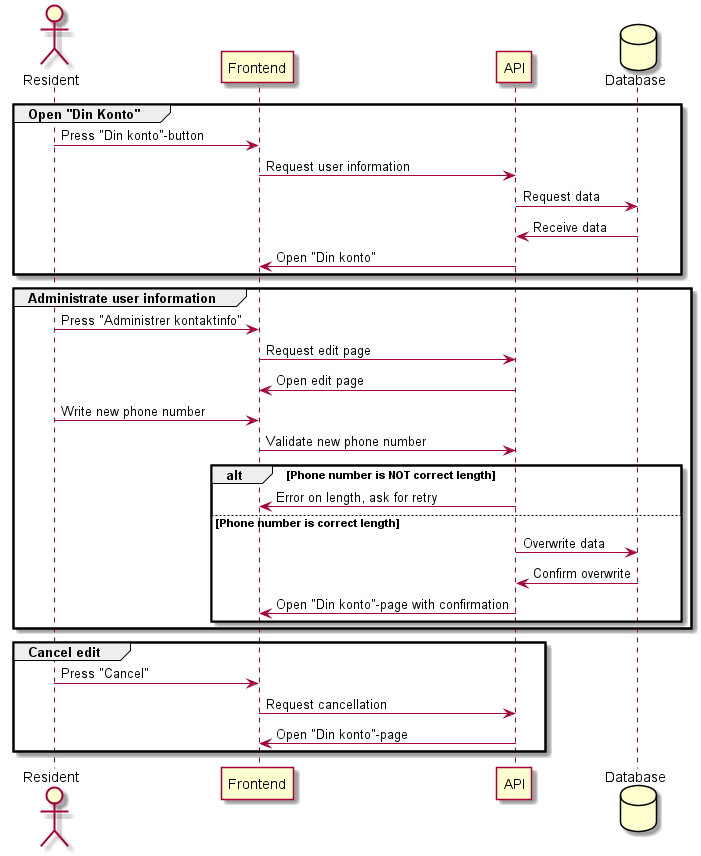 Resident
Frontend
API
Database
Open "Din Konto"
Press "Din konto"-button
Request user information
Request data
Receive data
Open "Din konto"
Administrate user information
Press "Administrer kontaktinfo"
Request edit page
Open edit page
Write new phone number
Validate new phone number
alt [Phone number is NOT correct length]
Error on length, ask for retry
[Phone number is correct length]
Overwrite data
Confirm overwrite
Open "Din konto"-page with confirmation
Cancel edit
Press "Cancel"
Request cancellation
Open "Din konto"-page
Resident
Frontend
API
Database